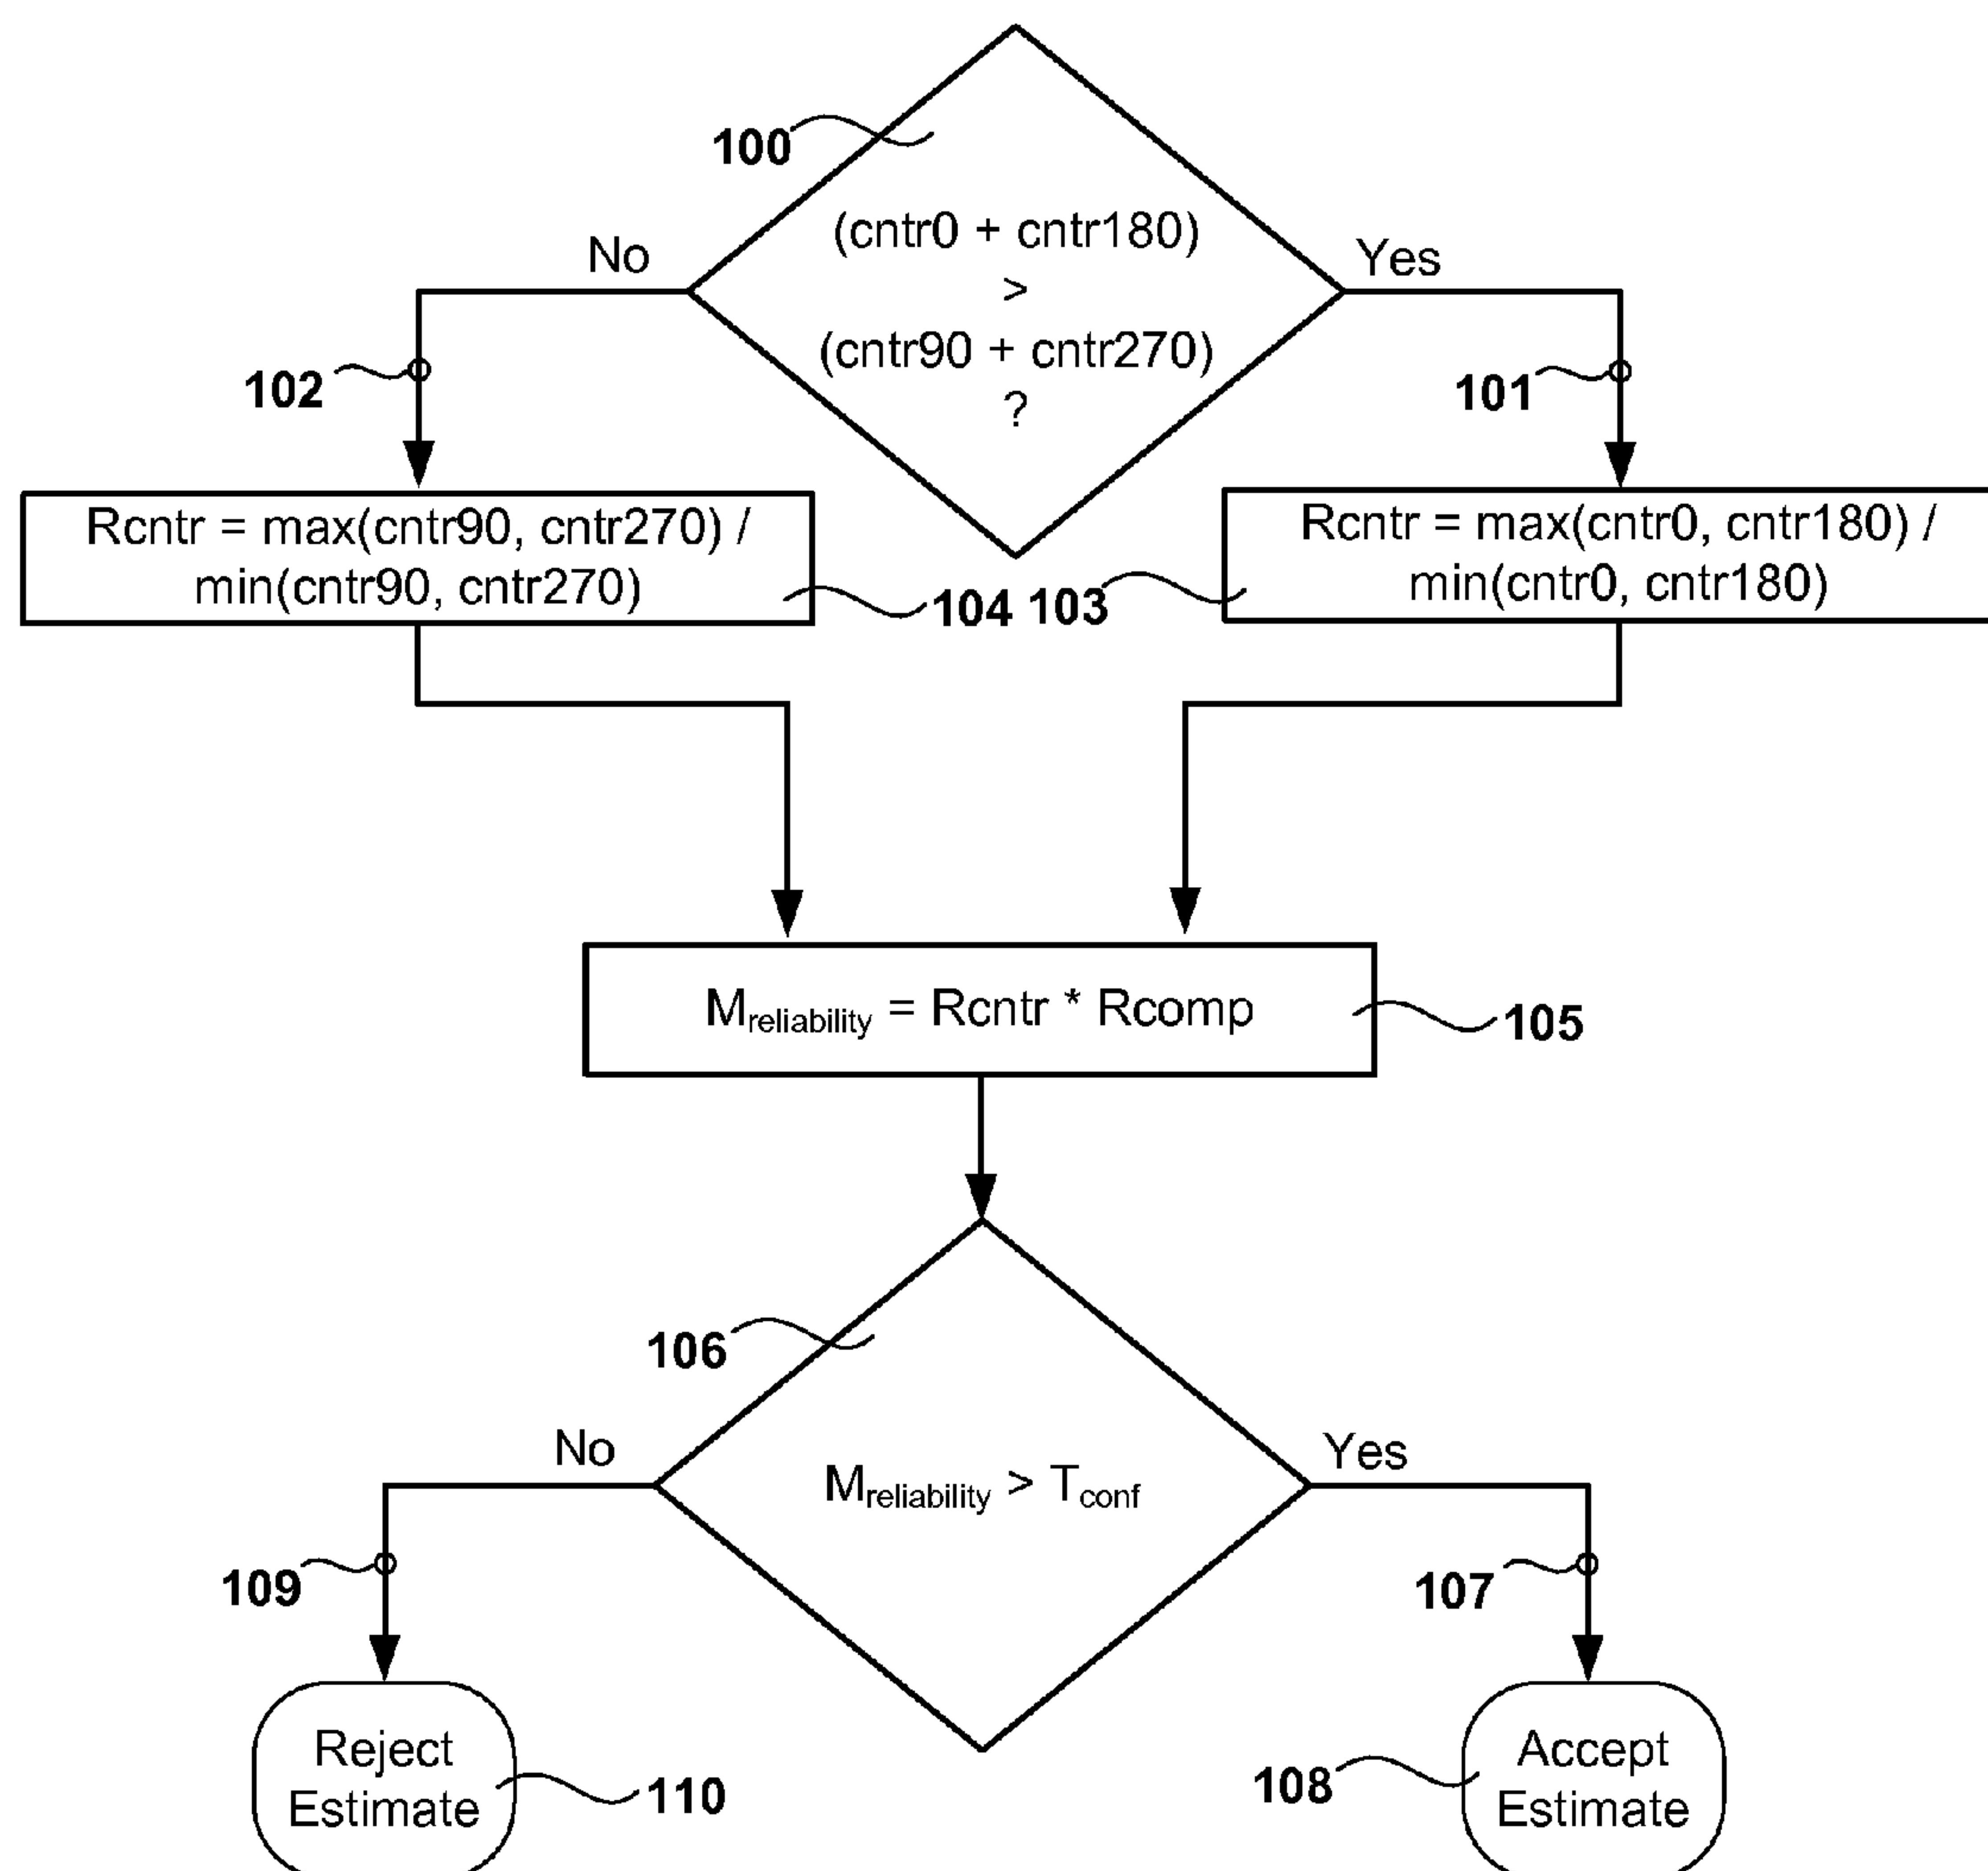 100
(cntr0 + cntr180)
>
(cntr90 + cntr270)
?
No
Yes
102
101
Rcntr = max(cntr90, cntr270) /
min(cntr90, cntr270)
Rcntr = max(cntr0, cntr180) /
min(cntr0, cntr180)
104
103
Mreliability = Rcntr * Rcomp
105
106
Mreliability > Tconf
No
Yes
109
107
Reject
Estimate
110
108
Accept
Estimate